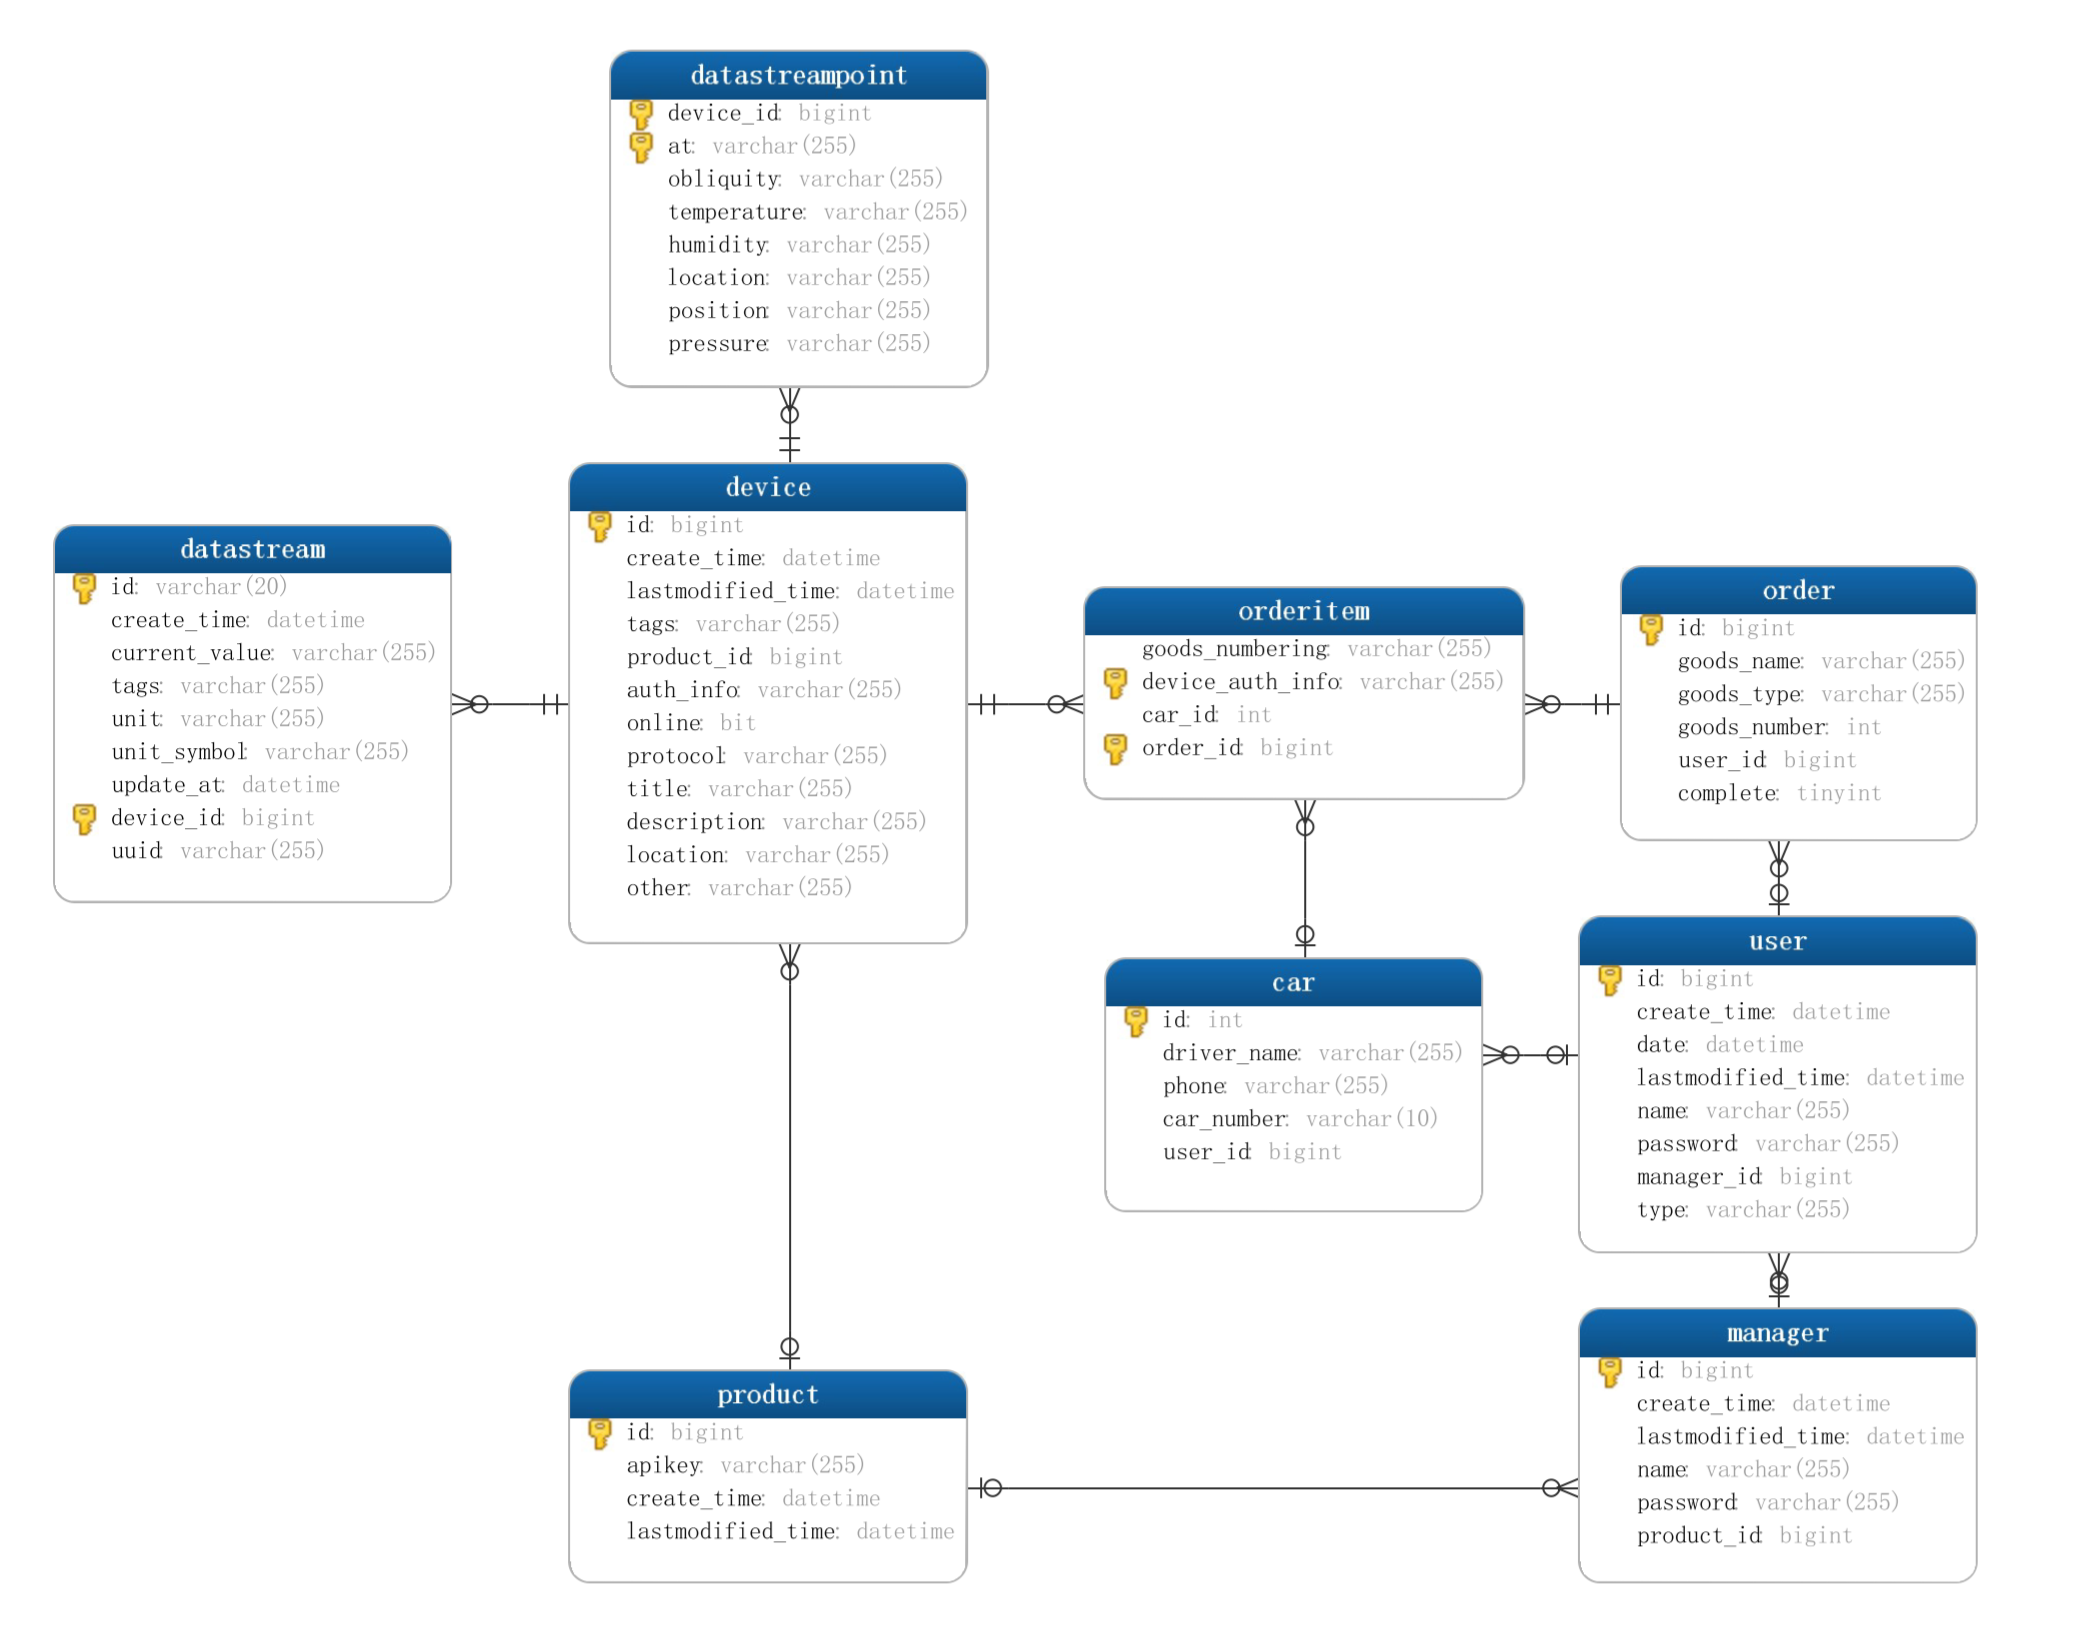 datastreampoint
device_id: bigint
at: varchar(255)
obliquity: varchar(255)
temperature: varchar(255)
humidity: varchar(255)
location: varchar(255)
position: varchar(255)
pressure: varchar(255)
device
id: bigint
create_time: datetime
lastmodified_time: datetime
tags: varchar(255)
product_id: bigint
auth_info: varchar(255)
online: bit
protocol: varchar(255)
title: varchar(255)
description: varchar(255)
location: varchar(255)
other: varchar(255)
datastream
id: varchar(20)
create_time: datetime
current_value: varchar(255)
tags: varchar(255)
unit: varchar(255)
unit_symbol: varchar(255)
update_at: datetime
device_id: bigint
uuid: varchar(255)
orderitem
goods_numbering: varchar(255)
device_auth_info: varchar(255)
car_id: int
order_id: bigint
order
id: bigint
goods_name: varchar(255)
goods_type: varchar(255)
goods_number: int
user_id: bigint
complete: tinyint
car
id: int
driver_name: varchar(255)
phone: varchar(255)
car_number: varchar(10)
user_id: bigint
user
id: bigint
create_time: datetime
date: datetime
lastmodified_time: datetime
name: varchar(255)
password: varchar(255)
manager_id: bigint
type: varchar(255)
product
id: bigint
apikey: varchar(255)
create_time: datetime
lastmodified_time: datetime
manager
id: bigint
create_time: datetime
lastmodified_time: datetime
name: varchar(255)
password: varchar(255)
product_id: bigint